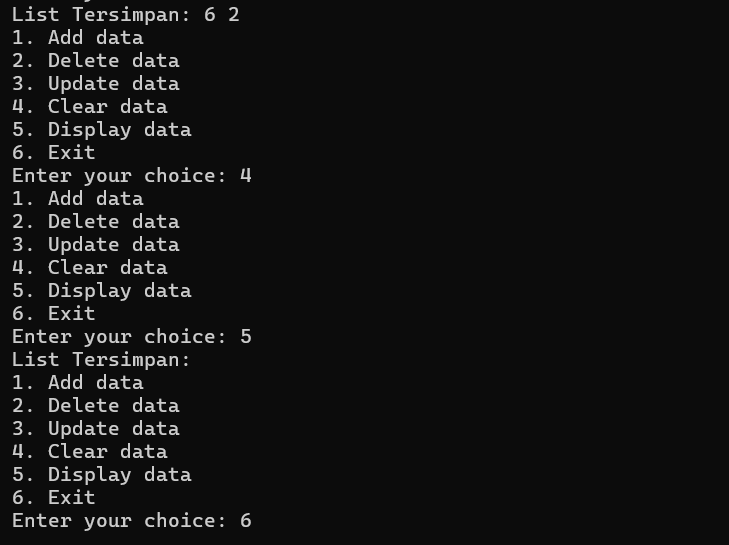 List Tersimpan: 6 2
1. Add data
2. Delete data
3. Update data
4. Clear data
5. Display data
6. Exit
Enter your choice: 4
1. Add data
2. Delete data
3. Update data
4. Clear data
5. Display data
6. Exit
Enter your choice: 5
List Tersimpan:
1. Add data
2. Delete data
3. Update data
4. Clear data
5. Display data
6. Exit
Enter your choice: 6